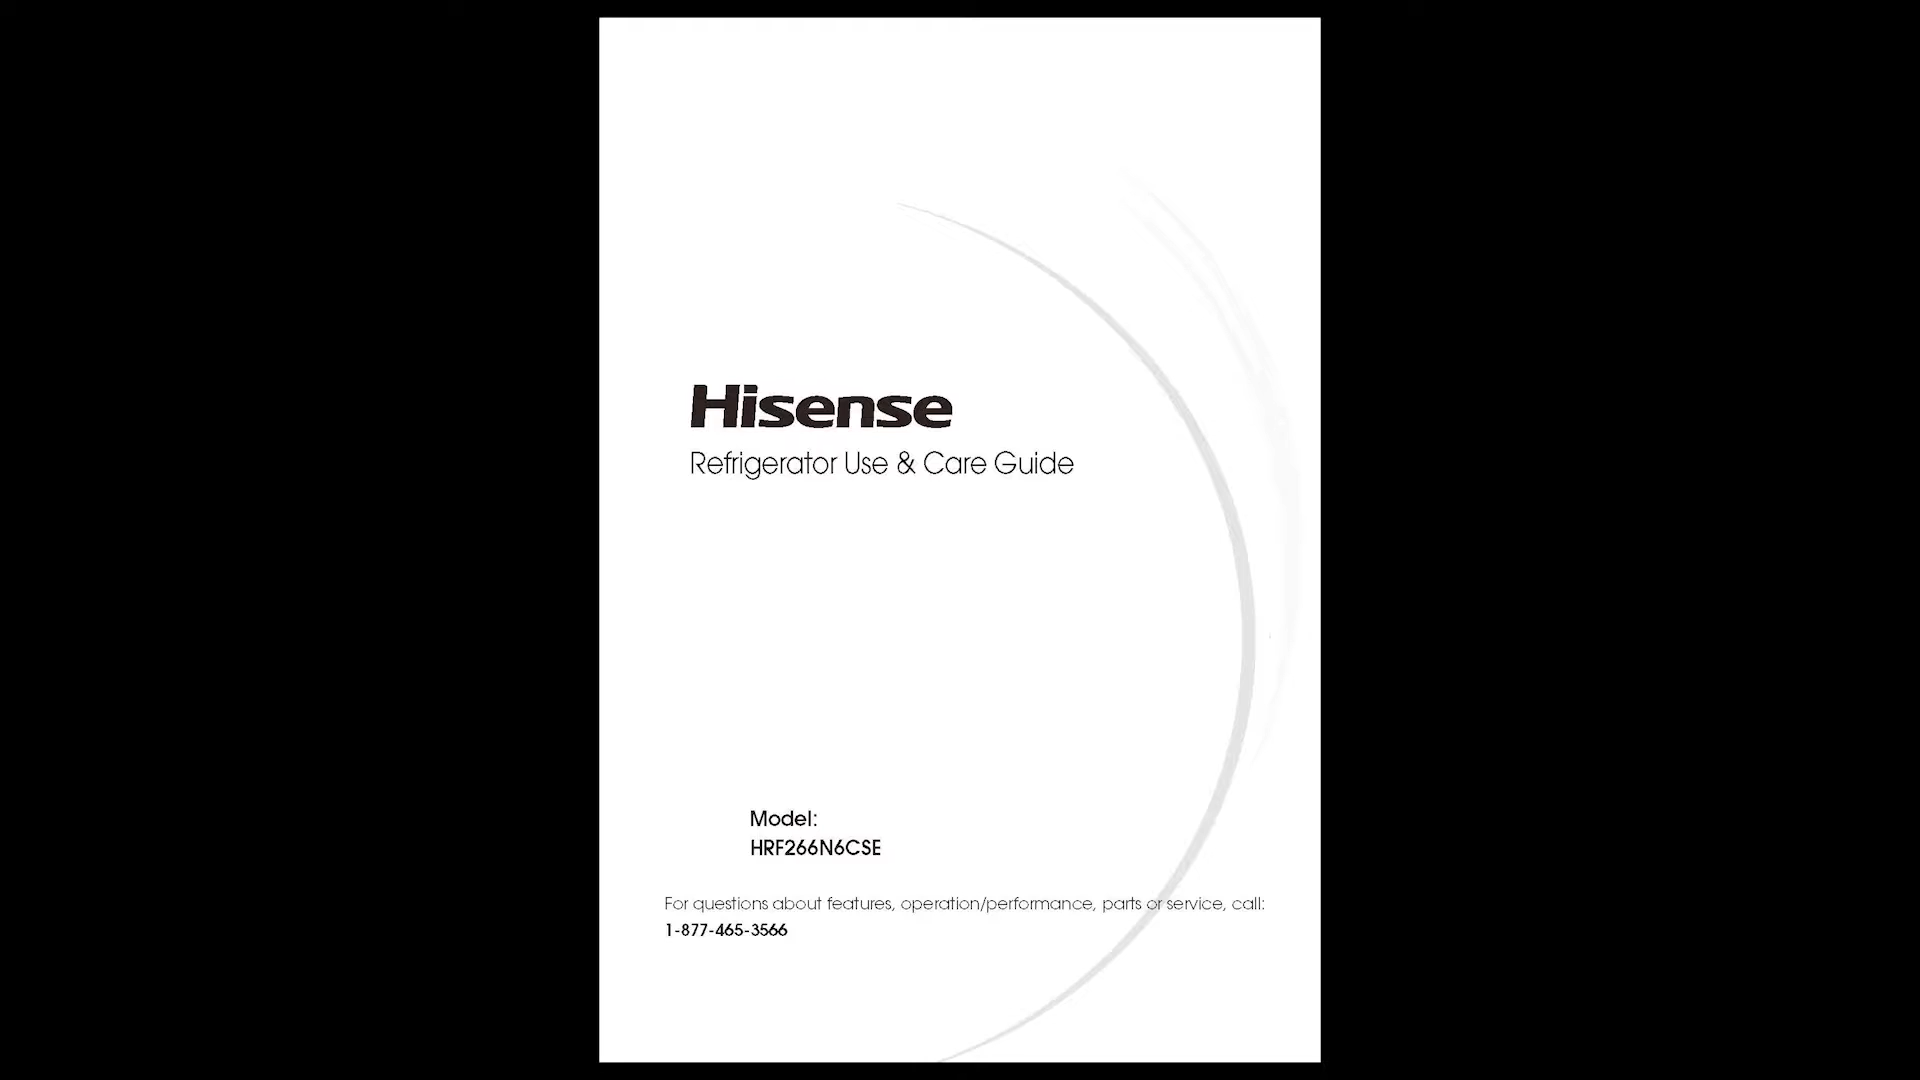 Hisense
Refrigerator Use & Care Guide
Model:
HRF266N6CSE
For questions about features, operation/performance, parts or service, call:
1-877-465-3566